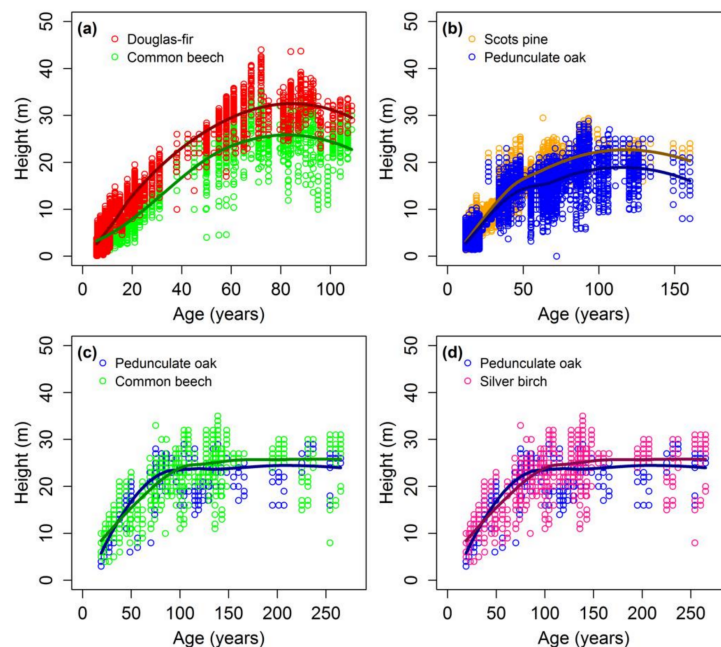 (a)
Douglas-fir
Common beech
Height (m)
50
40
30
20
10
0
0 20 40 60 80 100
Age (years)
(b)
Scots pine
Pedunculate oak
Height (m)
50
40
30
20
10
0
0 50 100 150
Age (years)
(c)
Pedunculate oak
Common beech
Height (m)
50
40
30
20
10
0
0 50 100 150 200 250
Age (years)
(d)
Pedunculate oak
Silver birch
Height (m)
50
40
30
20
10
0
0 50 100 150 200 250
Age (years)